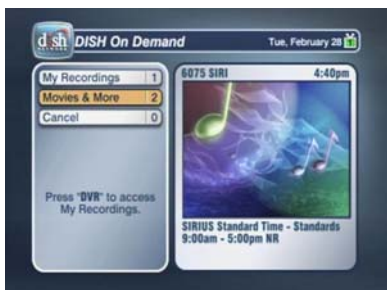 dish
NETWORK
DISH On Demand
Tue, February 28
My Recordings 1
Movies & More 2
Cancel 0
Press "DVR" to access
My Recordings.
6075 SIRI 4:40pm
SIRIUS Standard Time - Standards
9:00am - 5:00pm NR